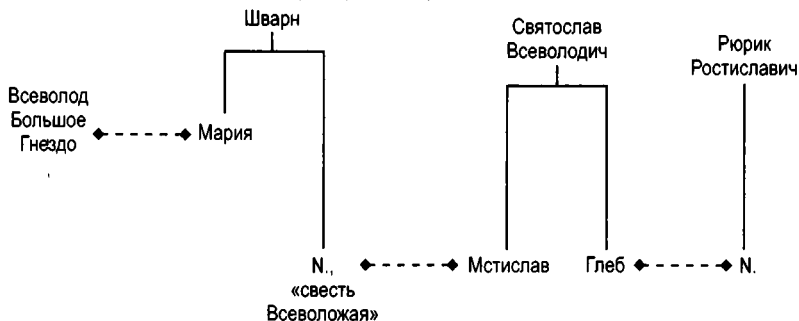 Шварн
Святослав
Всеволодич
Рюрик
Ростиславич
Всеволод
Большое
Гнездо
Мария
N.,
«свесть
Всеволожая»
Мстислав
Глеб
N.